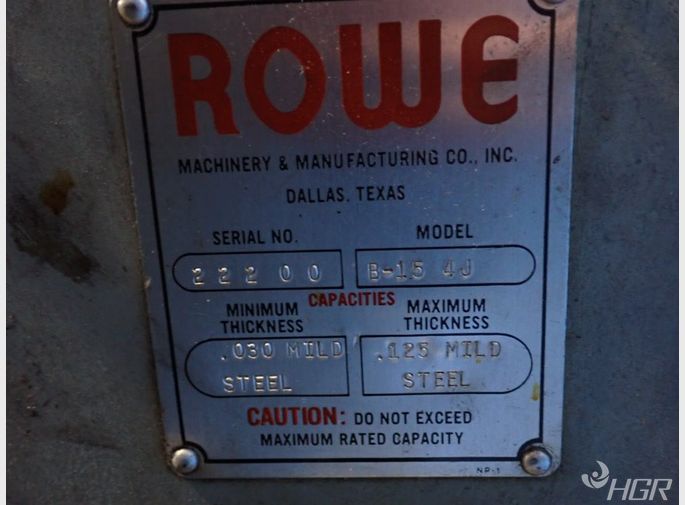 ROWE
MACHINERY & MANUFACTURING CO., INC.
DALLAS, TEXAS
SERIAL NO. MODEL
22200 B-15 4J
CAPACITIES
MINIMUM THICKNESS MAXIMUM THICKNESS
.030 MILD STEEL .125 MILD STEEL
CAUTION: DO NOT EXCEED
MAXIMUM RATED CAPACITY
NP-1
HGR